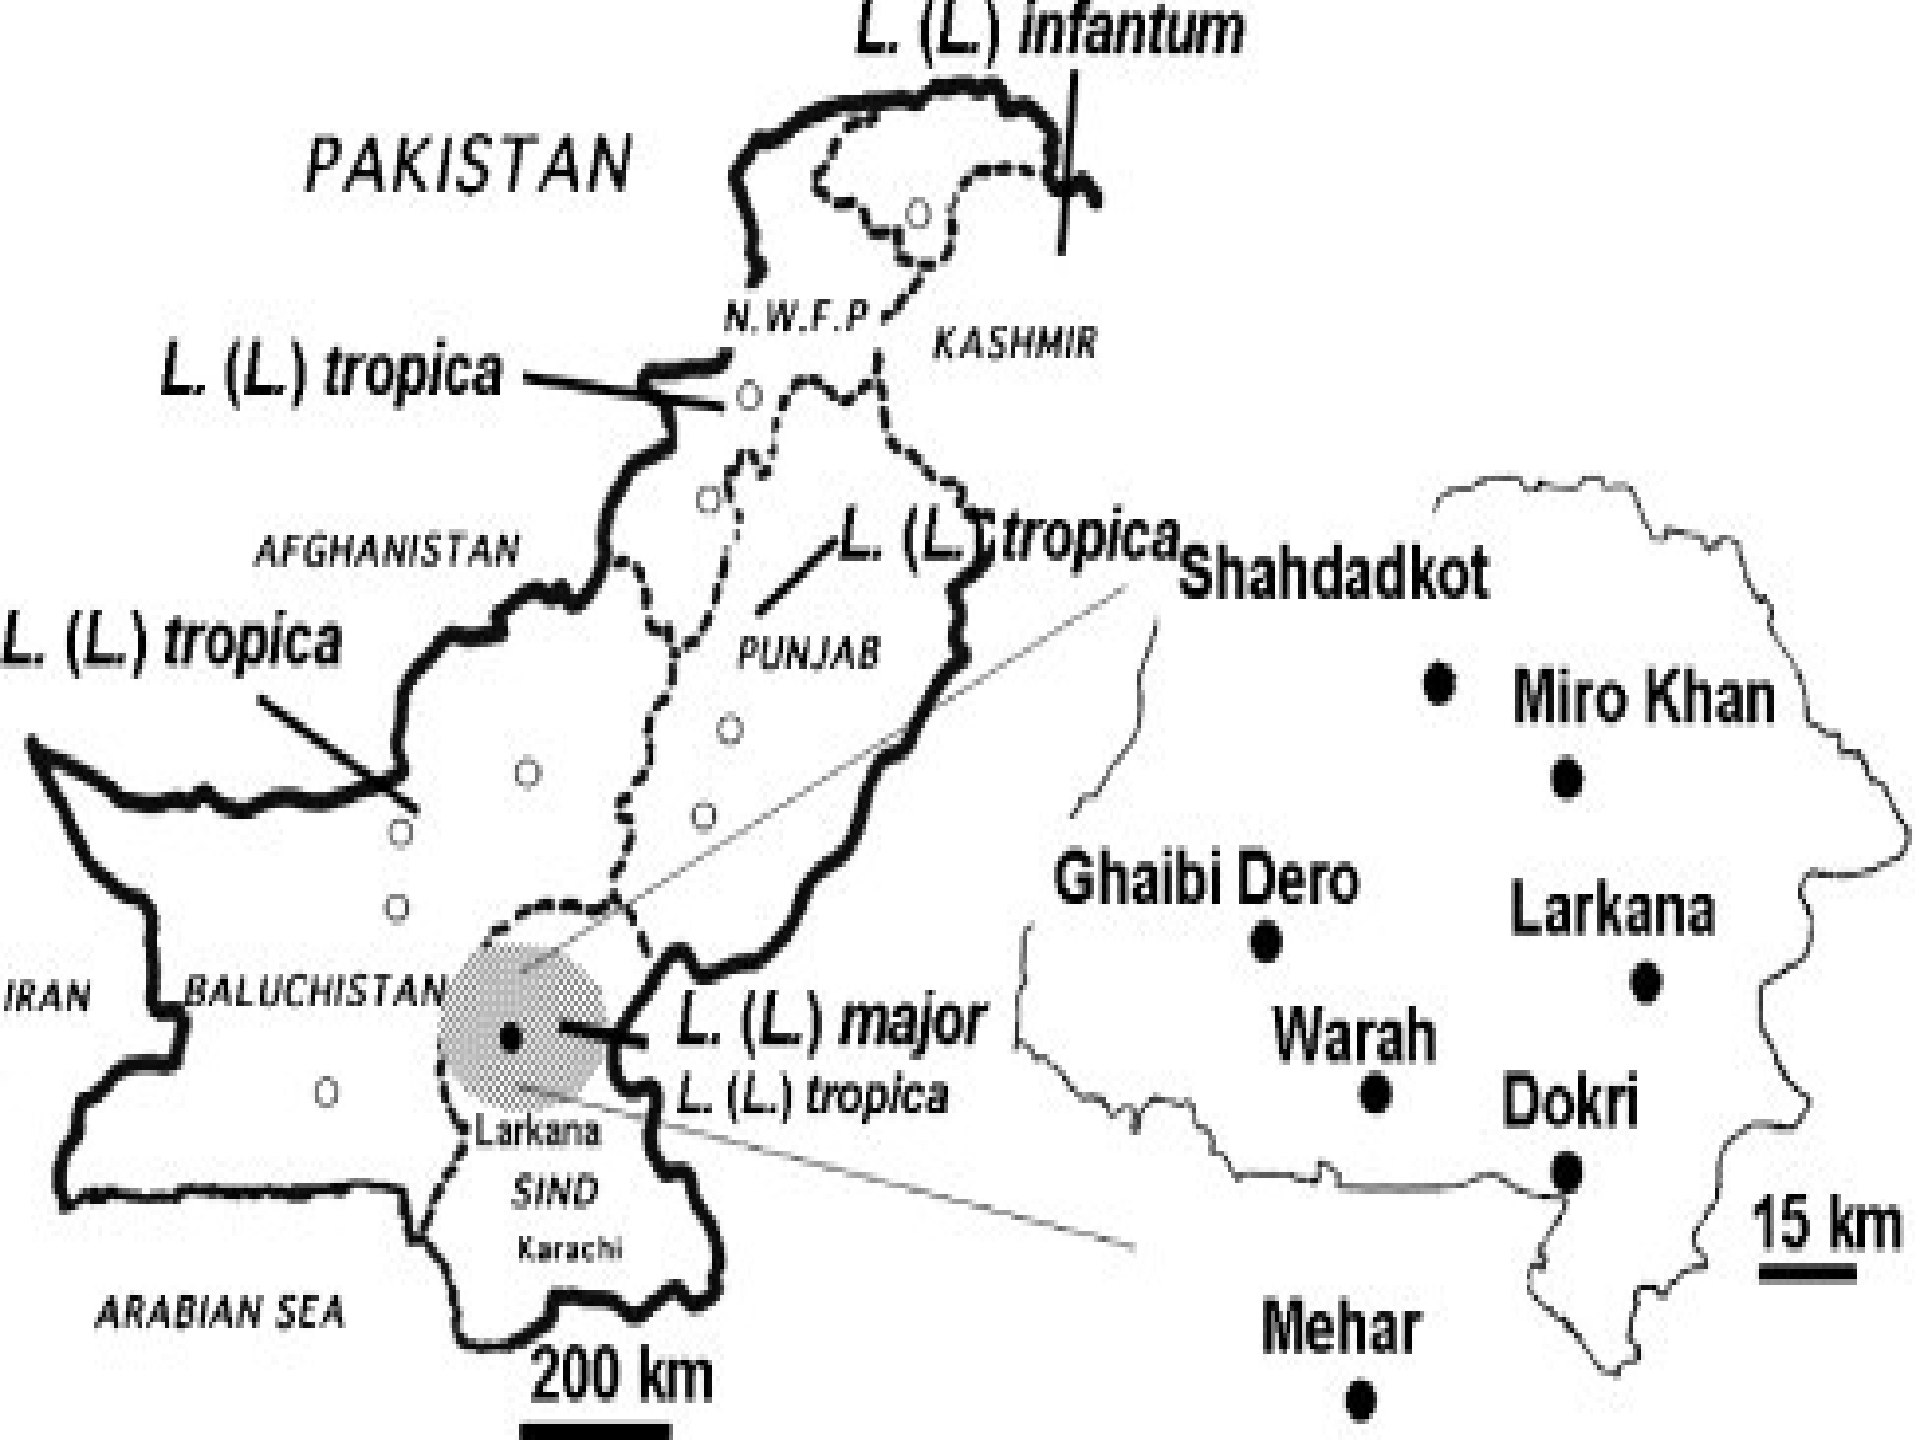 L. (L.) infantum
PAKISTAN
N.W.F.P
KASHMIR
L. (L.) tropica
AFGHANISTAN
L. (L.) tropica
Shahdadkot
L. (L.) tropica
PUNJAB
Miro Khan
Ghaibi Dero
Larkana
IRAN
BALUCHISTAN
L. (L.) major
Warah
L. (L.) tropica
Dokri
Larkana
SIND
15 km
Karachi
ARABIAN SEA
Mehar
200 km